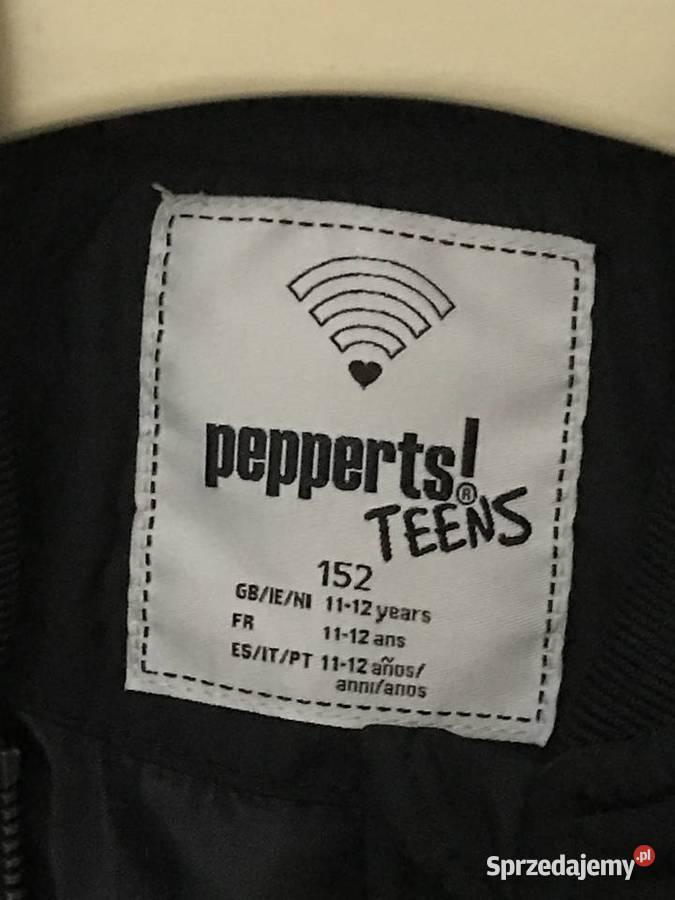 pepperts!®
TEENS
152
GB/IE/NI 11-12 years
FR 11-12 ans
ES/IT/PT 11-12 años/
anni/anos
Sprzedajemy.pl